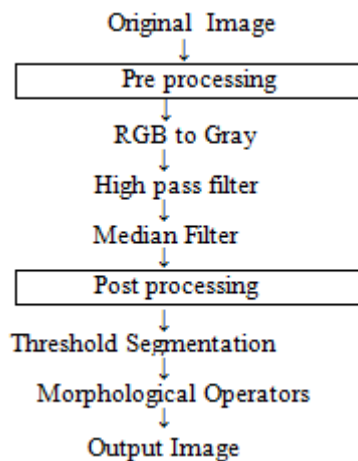 Original Image
↓
Pre processing
↓
RGB to Gray
↓
High pass filter
↓
Median Filter
↓
Post processing
↓
Threshold Segmentation
↓
Morphological Operators
↓
Output Image